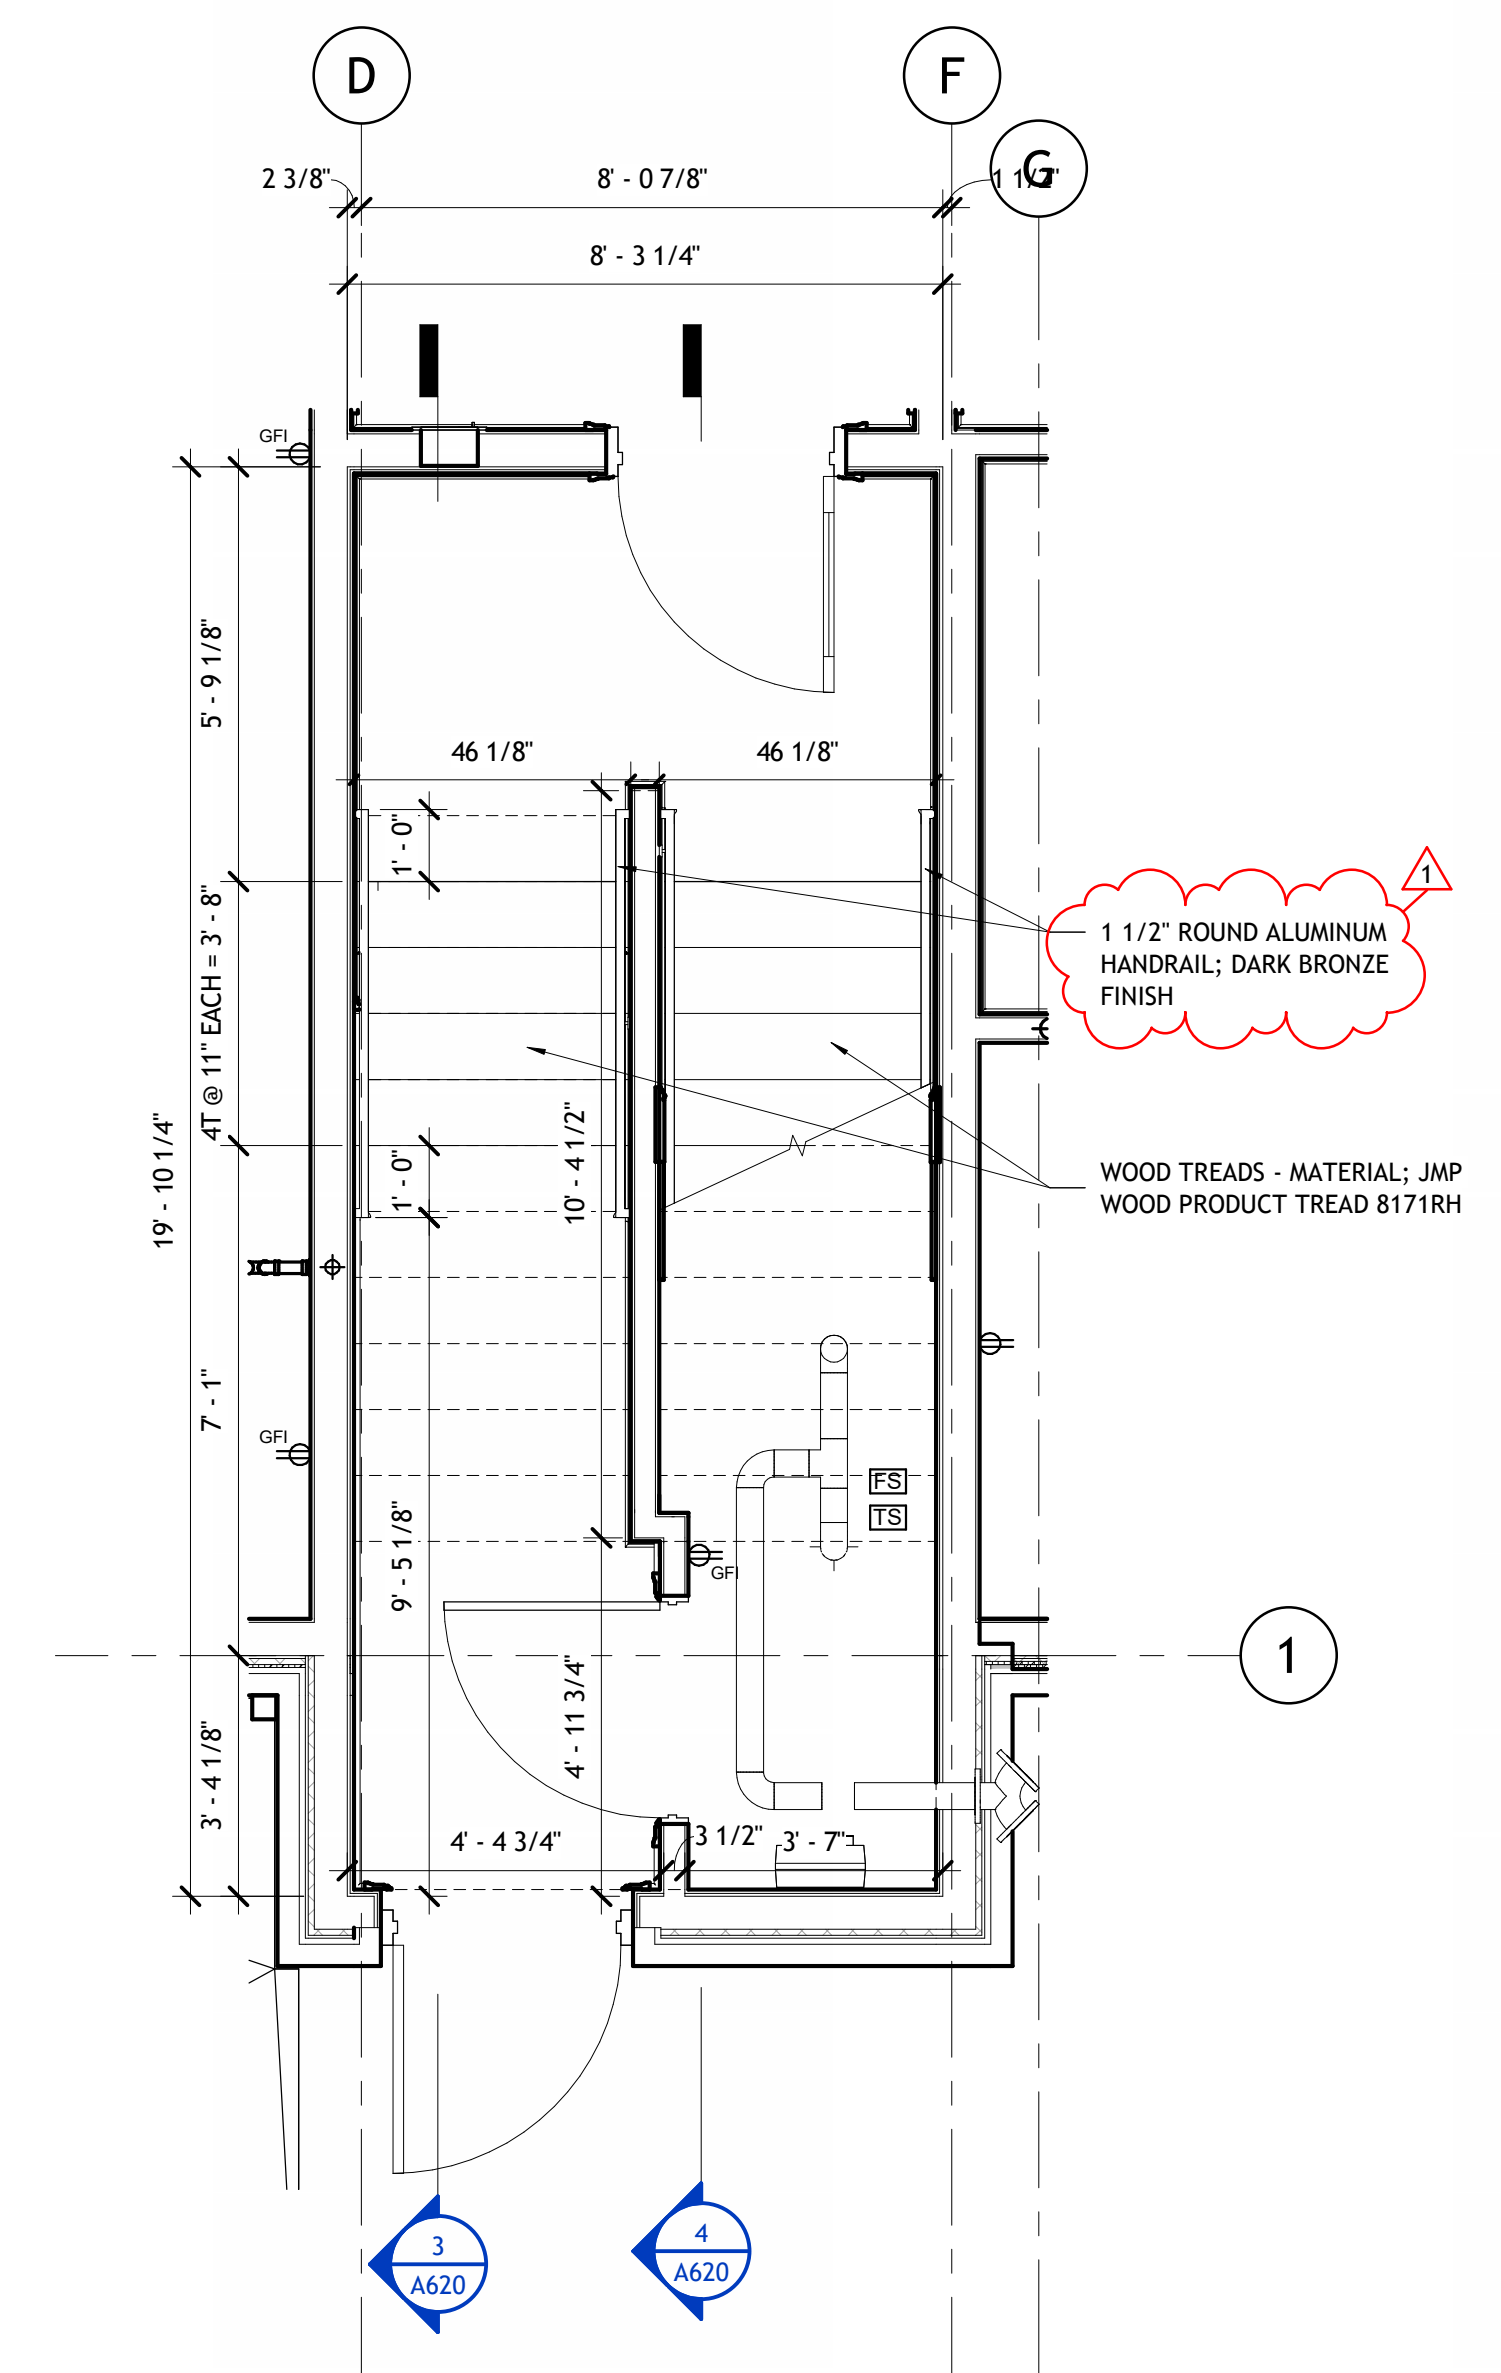 D
F
G
2 3/8"
8' - 0 7/8"
1 1/2"
8' - 3 1/4"
GFI
5' - 9 1/8"
46 1/8"
46 1/8"
1' - 0"
1
1 1/2" ROUND ALUMINUM
HANDRAIL; DARK BRONZE
FINISH
4T @ 11" EACH = 3' - 8"
19' - 10 1/4"
1' - 0"
10' - 4 1/2"
WOOD TREADS - MATERIAL; JMP
WOOD PRODUCT TREAD 8171RH
7' - 1"
GFI
FS
TS
9' - 5 1/8"
GFI
1
4' - 11 3/4"
3' - 4 1/8"
4' - 4 3/4"
3 1/2"
3' - 7"
3
A620
4
A620